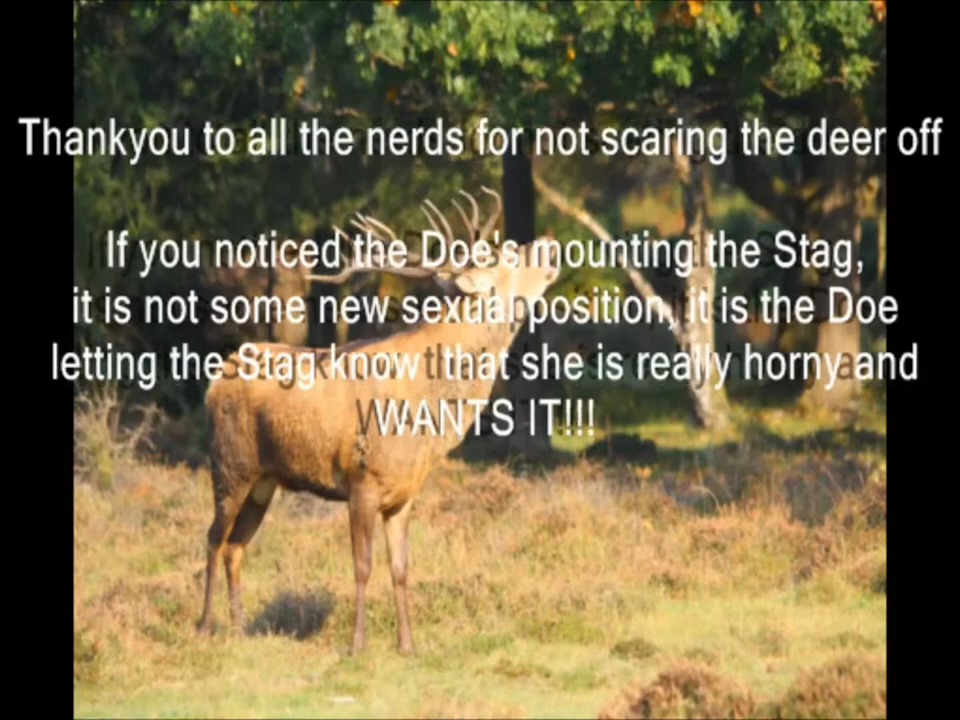 Thankyou to all the nerds for not scaring the deer off
If you noticed the Doe's mounting the Stag,
it is not some new sexual position, it is the Doe
letting the Stag know that she is really horny and
WANTS IT!!!